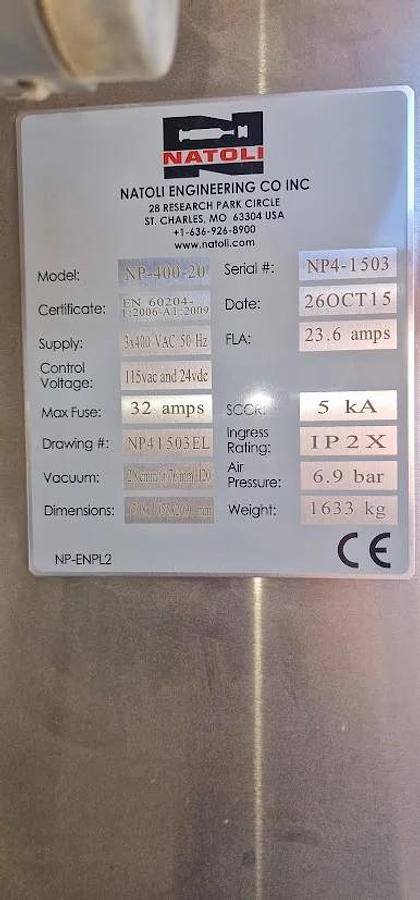 NATOLI
NATOLI ENGINEERING CO INC
28 RESEARCH PARK CIRCLE
ST. CHARLES, MO 63304 USA
+1-636-926-8900
www.natoli.com
Model: NP-400-20 Serial #: NP4-1503
Certificate: EN 60204-1:2006-A1:2009 Date: 26OCT15
Supply: 3x400 VAC 50 Hz FLA: 23.6 amps
Control Voltage: 115vac and 24vdc
Max Fuse: 32 amps SCCR: 5 kA
Drawing #: NP41503EL Ingress Rating: IP2X
Vacuum: Air Pressure: 6.9 bar
Dimensions: Weight: 1633 kg
NP-ENPL2 CE